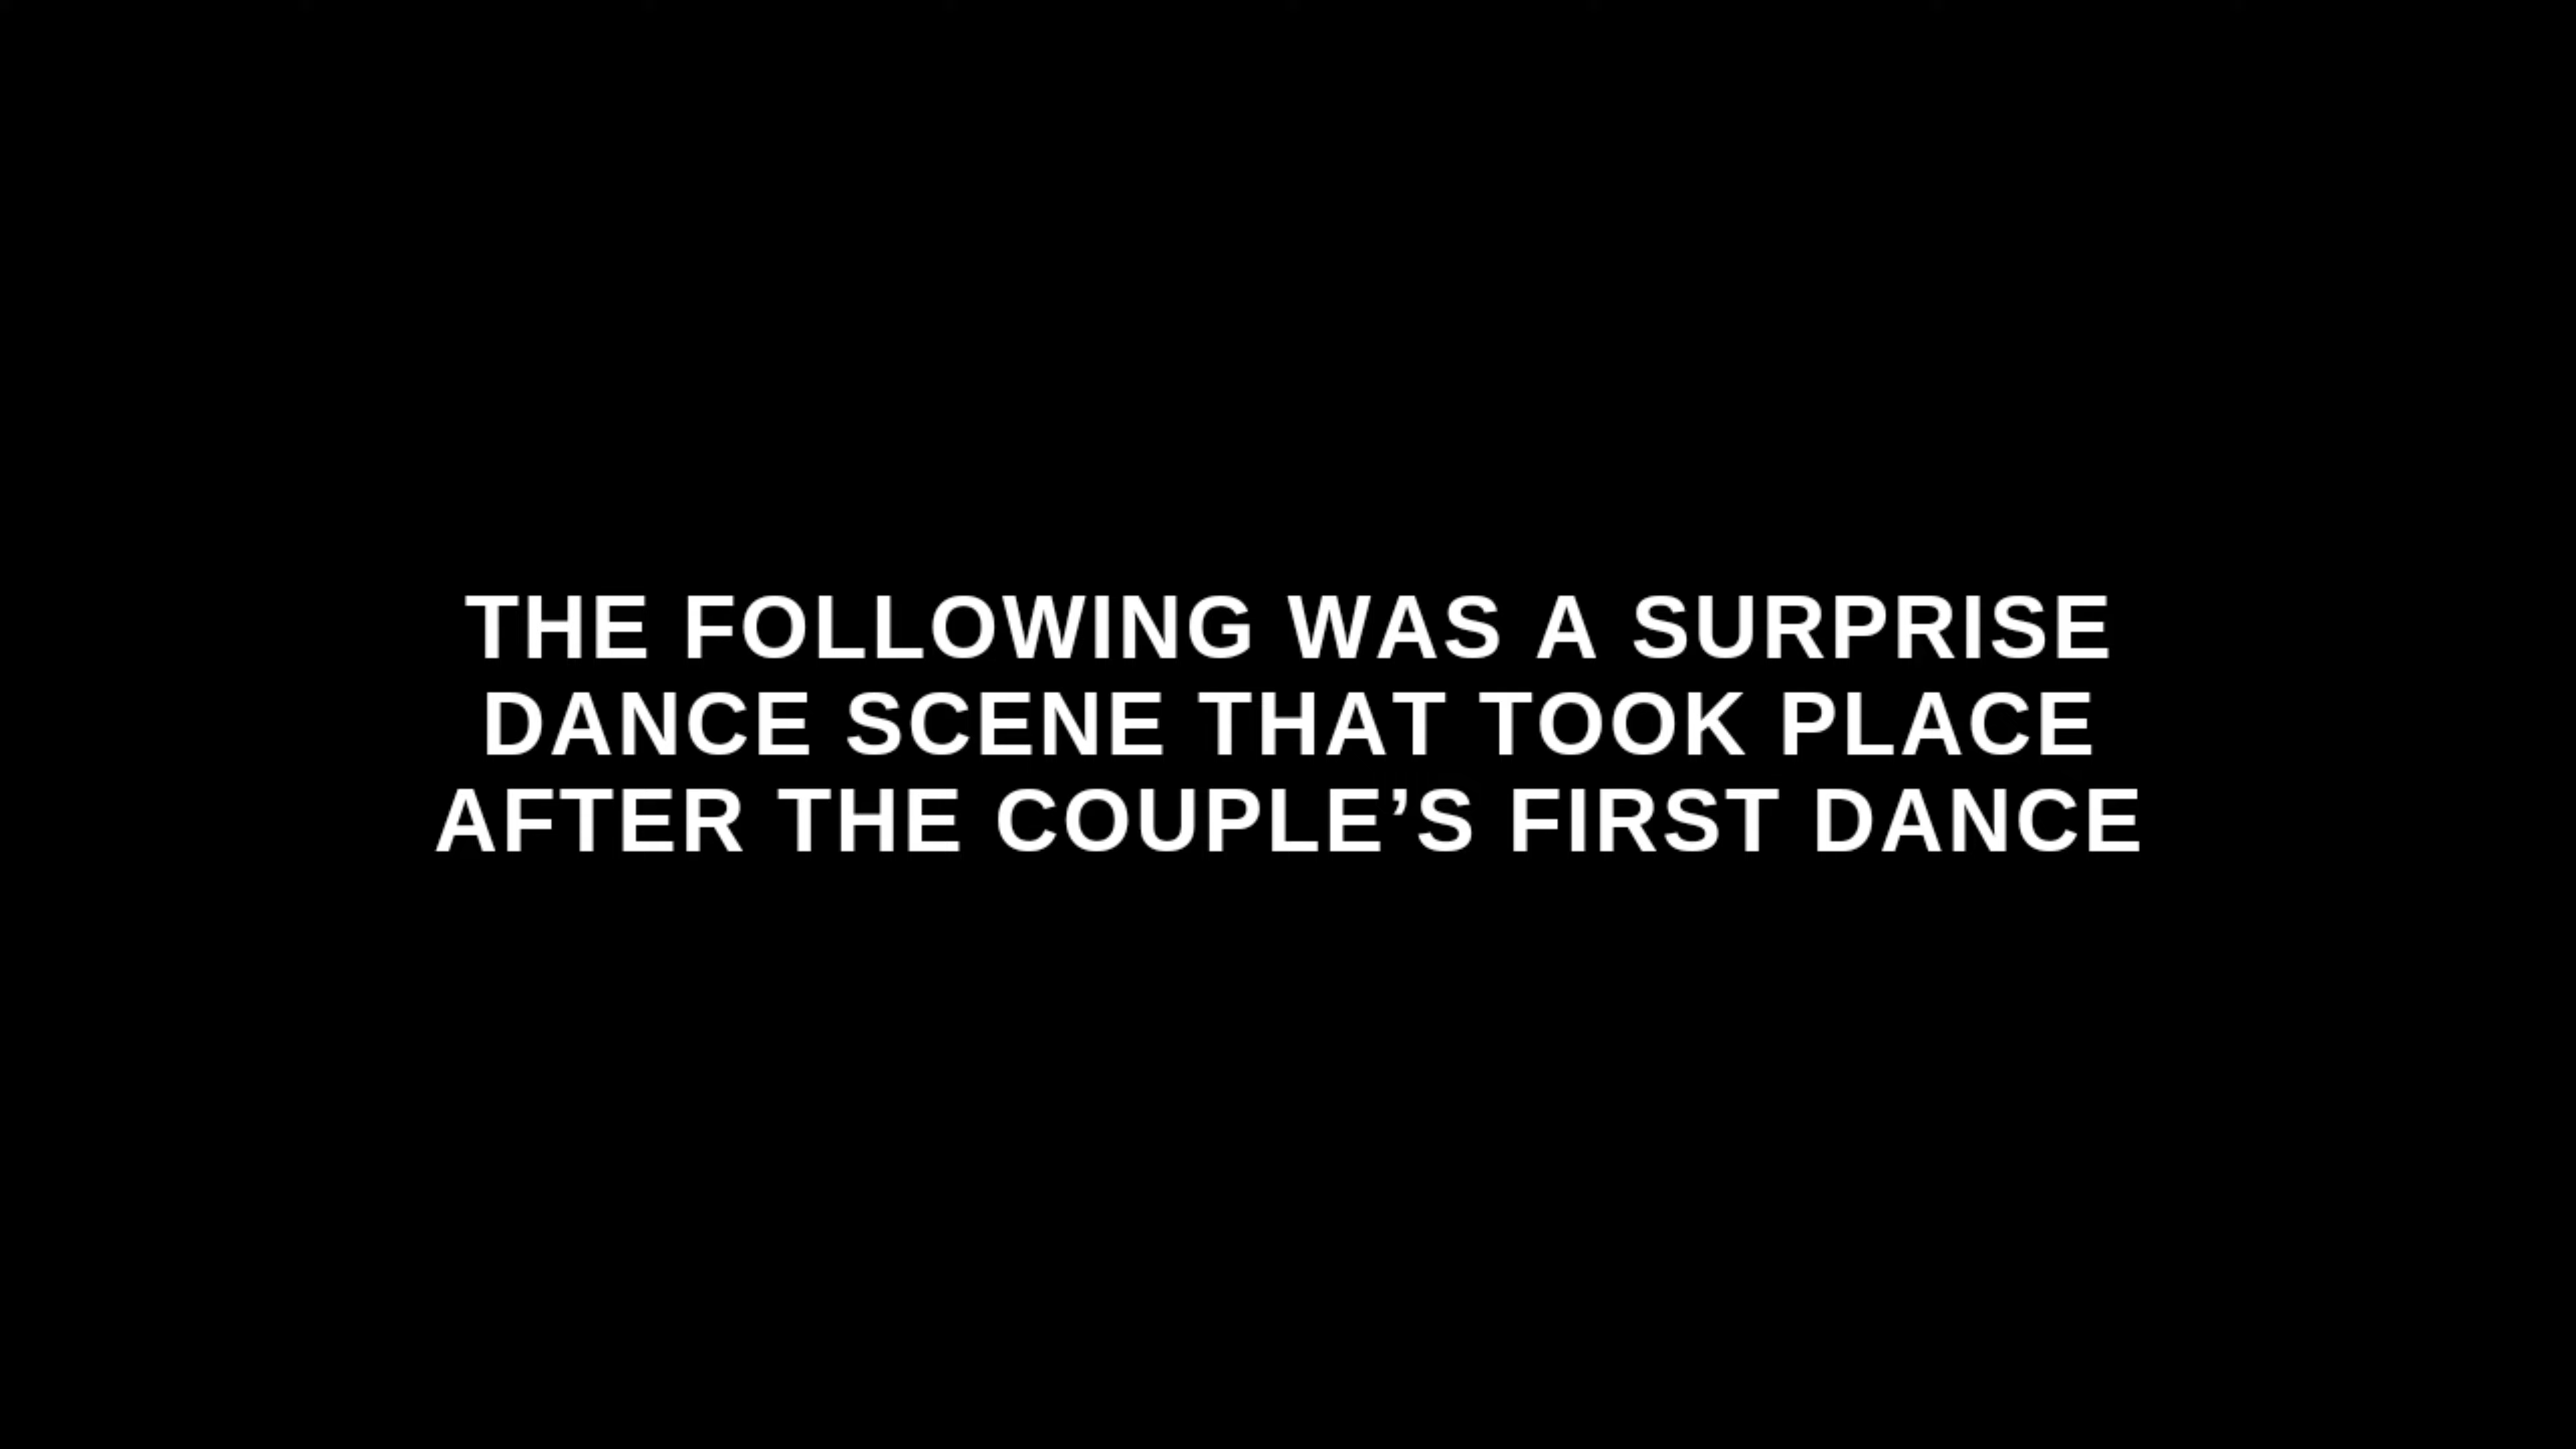 THE FOLLOWING WAS A SURPRISE
DANCE SCENE THAT TOOK PLACE
AFTER THE COUPLE’S FIRST DANCE